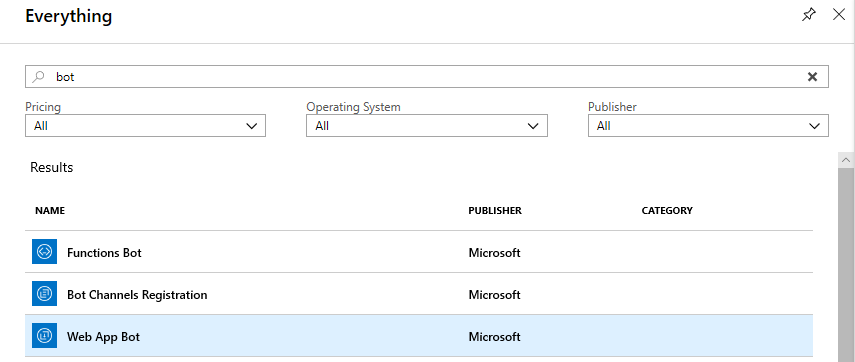 Everything
bot
Pricing Operating System Publisher
All All All
Results
NAME PUBLISHER CATEGORY
Functions Bot Microsoft
Bot Channels Registration Microsoft
Web App Bot Microsoft